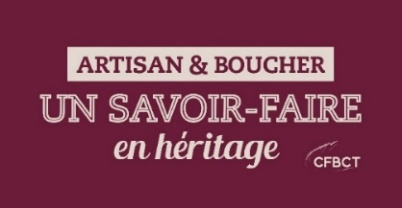 ARTISAN & BOUCHER
UN SAVOIR-FAIRE
en héritage
CFBCT